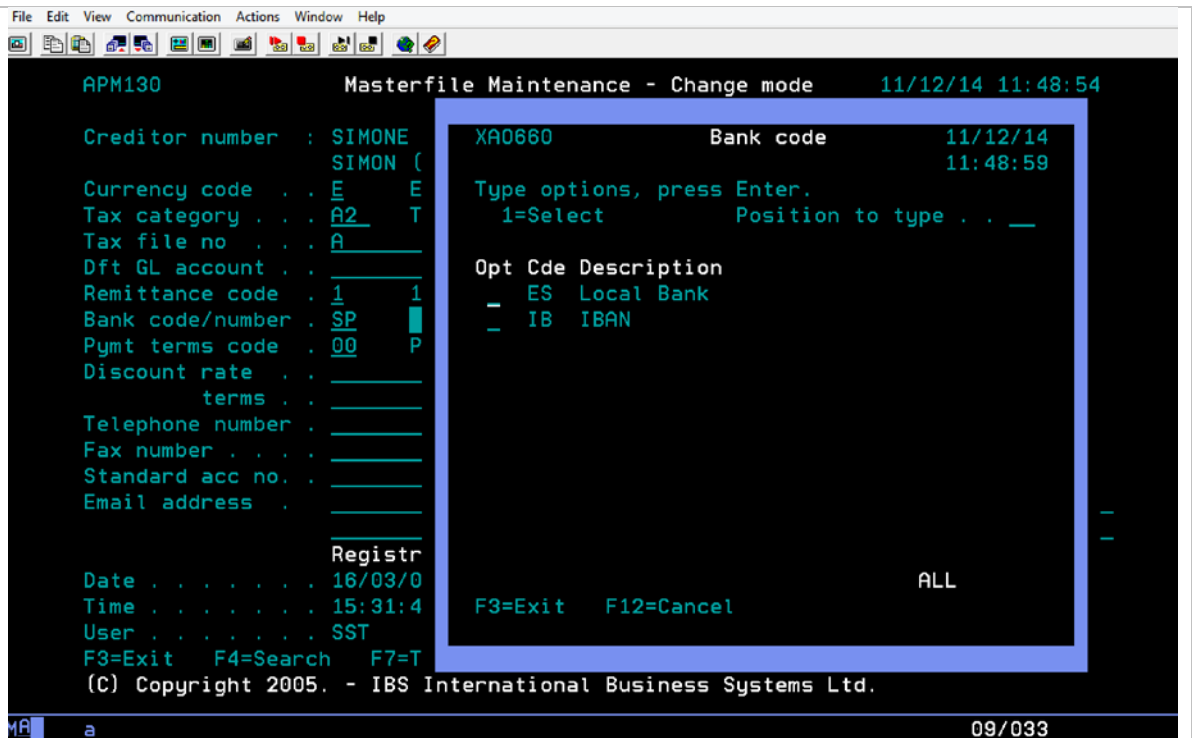 File Edit View Communication Actions Window Help
APM130 Masterfile Maintenance - Change mode 11/12/14 11:48:54
Creditor number : SIMONE
SIMON (
Currency code . . E E
Tax category . . . A2 T
Tax file no . . . A
Dft GL account . .
Remittance code . 1 1
Bank code/number . SP
Pymt terms code . 00 P
Discount rate . .
terms . .
Telephone number .
Fax number . . . .
Standard acc no. .
Email address .
Registr
Date . . . . . . . 16/03/0
Time . . . . . . . 15:31:4
User . . . . . . . SST
F3=Exit F4=Search F7=T
XA0660 Bank code 11/12/14
11:48:59
Type options, press Enter.
1=Select Position to type . .
Opt Cde Description
ES Local Bank
IB IBAN
ALL
F3=Exit F12=Cancel
(C) Copyright 2005. - IBS International Business Systems Ltd.
MA a 09/033